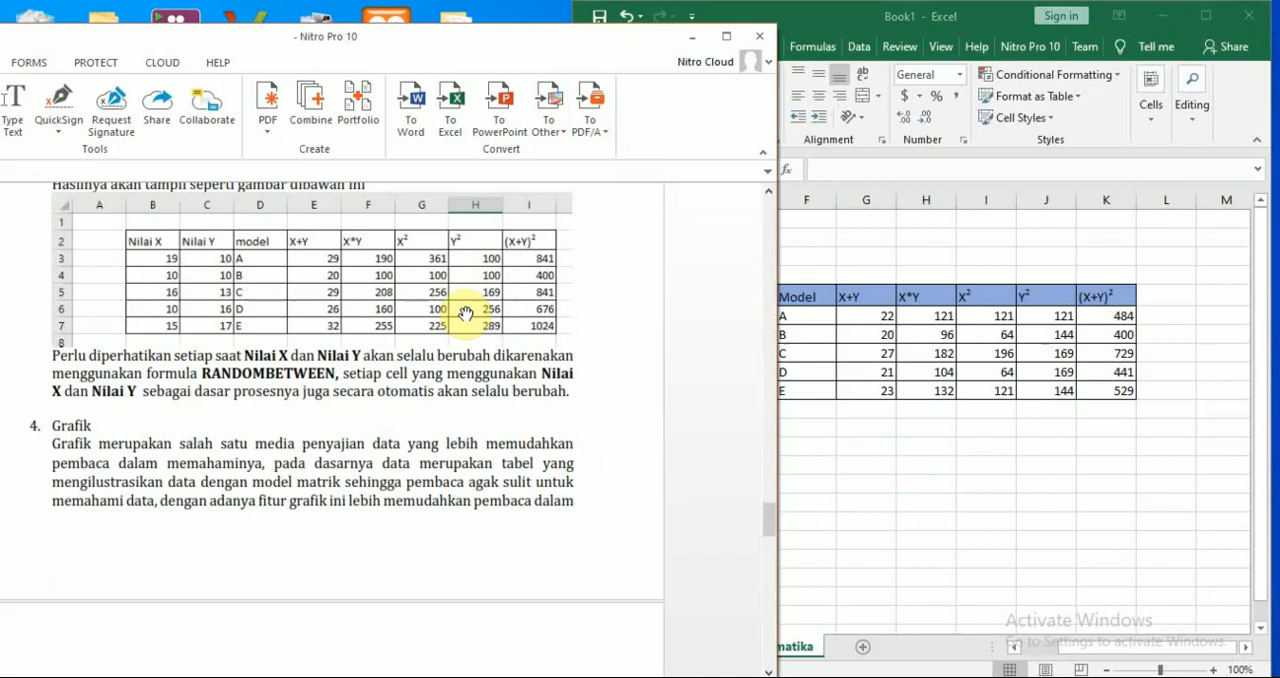 - Nitro Pro 10
FORMS PROTECT CLOUD HELP
Nitro Cloud
Type Text
QuickSign
Request Signature
Share
Collaborate
Tools
PDF
Combine
Portfolio
Create
To Word
To Excel
To PowerPoint
To Other
To PDF/A
Convert
Hasilnya akan tampil seperti gambar dibawah ini
A B C D E F G H I
1
2 Nilai X Nilai Y model X+Y X*Y X² Y² (X+Y)²
3 19 10 A 29 190 361 100 841
4 10 10 B 20 100 100 100 400
5 16 13 C 29 208 256 169 841
6 10 16 D 26 160 100 256 676
7 15 17 E 32 255 225 289 1024
8
Perlu diperhatikan setiap saat Nilai X dan Nilai Y akan selalu berubah dikarenakan
menggunakan formula RANDOMBETWEEN, setiap cell yang menggunakan Nilai
X dan Nilai Y sebagai dasar prosesnya juga secara otomatis akan selalu berubah.
4. Grafik
Grafik merupakan salah satu media penyajian data yang lebih memudahkan
pembaca dalam memahaminya, pada dasarnya data merupakan tabel yang
mengilustrasikan data dengan model matrik sehingga pembaca agak sulit untuk
memahami data, dengan adanya fitur grafik ini lebih memudahkan pembaca dalam
Book1 - Excel
Sign in
Formulas Data Review View Help Nitro Pro 10 Team Tell me Share
General
$ % ,
Conditional Formatting
Format as Table
Cell Styles
Cells
Editing
Alignment
Number
Styles
fx
F G H I J K L M
Model X+Y X*Y X² Y² (X+Y)²
A 22 121 121 121 484
B 20 96 64 144 400
C 27 182 196 169 729
D 21 104 64 169 441
E 23 132 121 144 529
Activate Windows
Go to Settings to activate Windows.
matika
100%